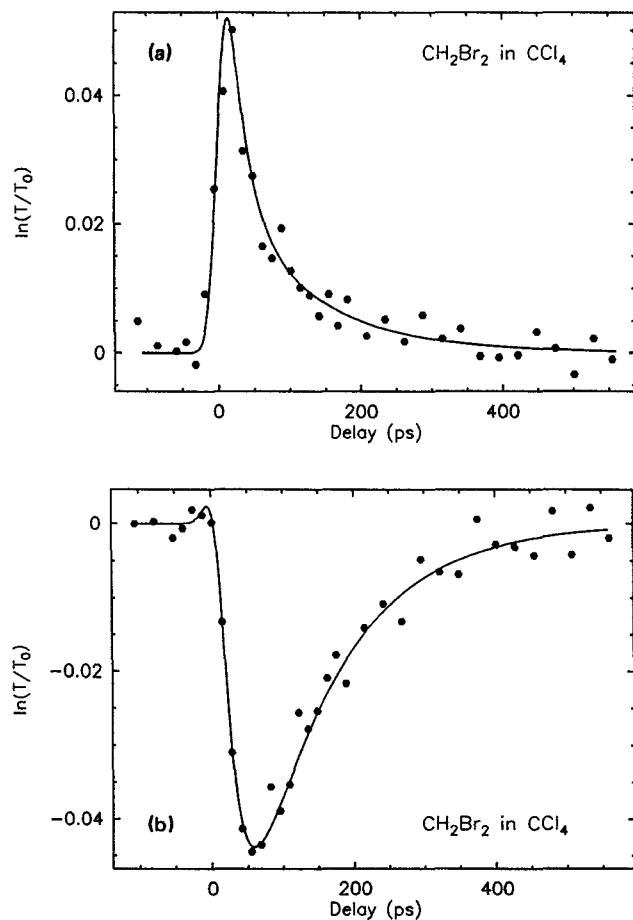 (a)
CH₂Br₂ in CCl₄
0.04
0.02
0
ln(T/T₀)
0
200
400
Delay (ps)
0
−0.02
−0.04
ln(T/T₀)
(b)
CH₂Br₂ in CCl₄
0
200
400
Delay (ps)